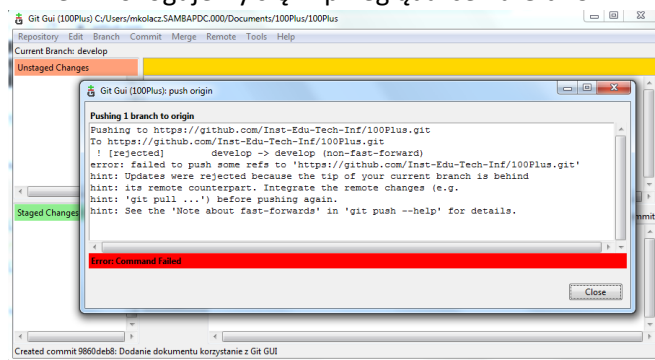 Git Gui (100Plus) C:/Users/mkolacz.SAMBAPDC.000/Documents/100Plus/100Plus
Repository Edit Branch Commit Merge Remote Tools Help
Current Branch: develop
Unstaged Changes
Git Gui (100Plus): push origin
Pushing 1 branch to origin
Pushing to https://github.com/Inst-Edu-Tech-Inf/100Plus.git
To https://github.com/Inst-Edu-Tech-Inf/100Plus.git
! [rejected] develop -> develop (non-fast-forward)
error: failed to push some refs to 'https://github.com/Inst-Edu-Tech-Inf/100Plus.git'
hint: Updates were rejected because the tip of your current branch is behind
hint: its remote counterpart. Integrate the remote changes (e.g.
hint: 'git pull ...') before pushing again.
hint: See the 'Note about fast-forwards' in 'git push --help' for details.
Staged Changes
mmit
Error: Command Failed
Close
Created commit 9860deb8: Dodanie dokumentu korzystanie z Git GUI